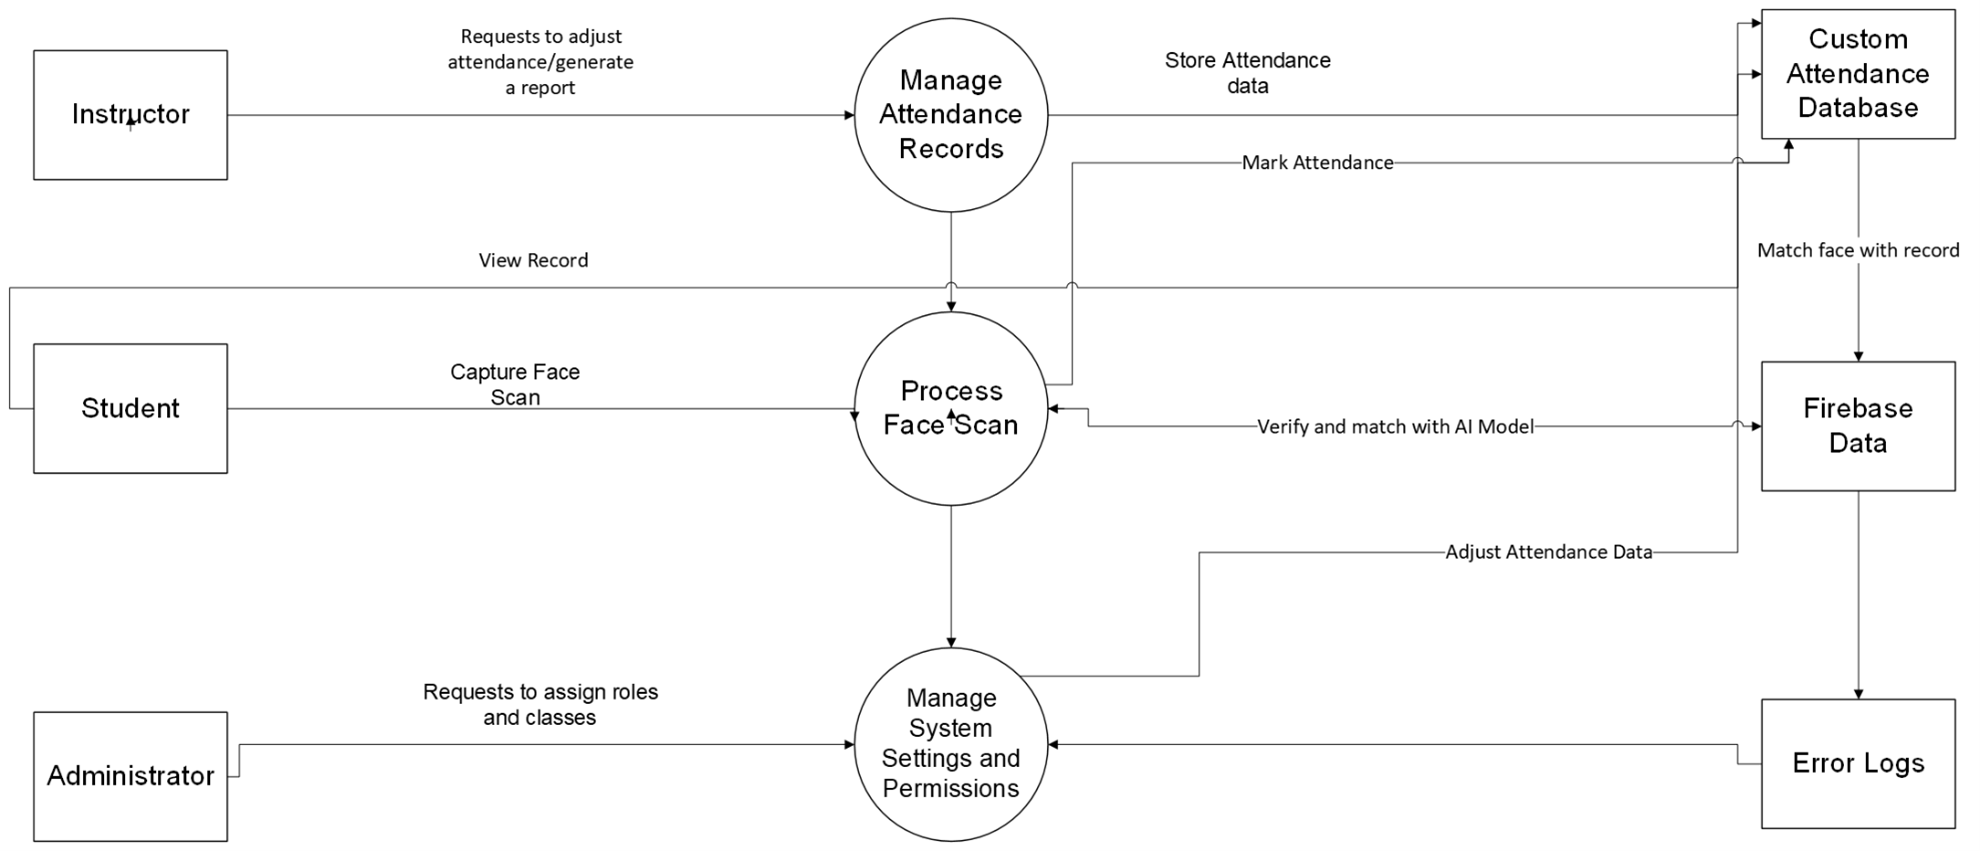 Requests to adjust
attendance/generate
a report
Instructor
Manage
Attendance
Records
Store Attendance
data
Custom
Attendance
Database
Mark Attendance
View Record
Match face with record
Student
Capture Face
Scan
Process
Face Scan
Verify and match with AI Model
Firebase
Data
Adjust Attendance Data
Requests to assign roles
and classes
Administrator
Manage
System
Settings and
Permissions
Error Logs